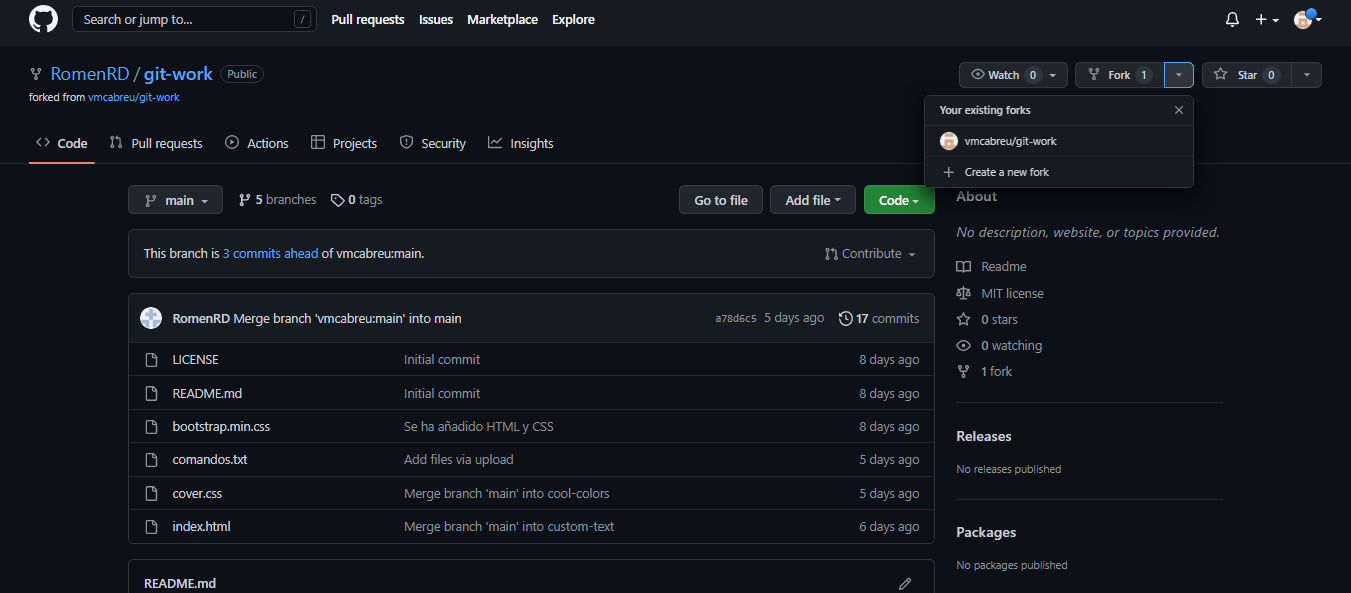 Search or jump to... /
Pull requests Issues Marketplace Explore
RomenRD / git-work Public
forked from vmcabreu/git-work
Watch 0 Fork 1 Star 0
Your existing forks
vmcabreu/git-work
Create a new fork
Code Pull requests Actions Projects Security Insights
main 5 branches 0 tags
Go to file Add file Code
This branch is 3 commits ahead of vmcabreu:main.
Contribute
RomenRD Merge branch 'vmcabreu:main' into main a78d6c5 5 days ago 17 commits
LICENSE Initial commit 8 days ago
README.md Initial commit 8 days ago
bootstrap.min.css Se ha añadido HTML y CSS 8 days ago
comandos.txt Add files via upload 5 days ago
cover.css Merge branch 'main' into cool-colors 5 days ago
index.html Merge branch 'main' into custom-text 6 days ago
README.md
About
No description, website, or topics provided.
Readme
MIT license
0 stars
0 watching
1 fork
Releases
No releases published
Packages
No packages published